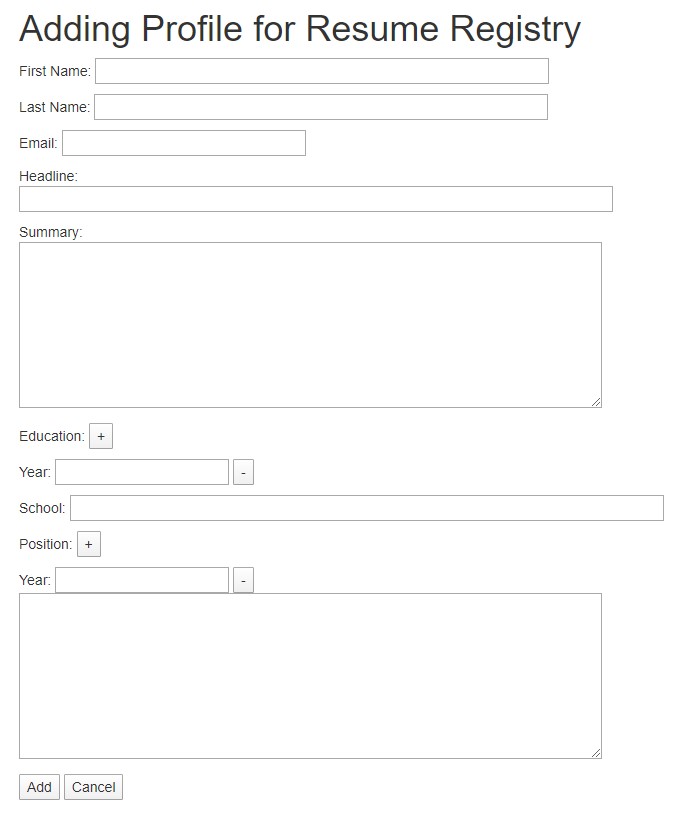 Adding Profile for Resume Registry
First Name:
Last Name:
Email:
Headline:
Summary:
Education: +
Year: -
School:
Position: +
Year: -
Add Cancel